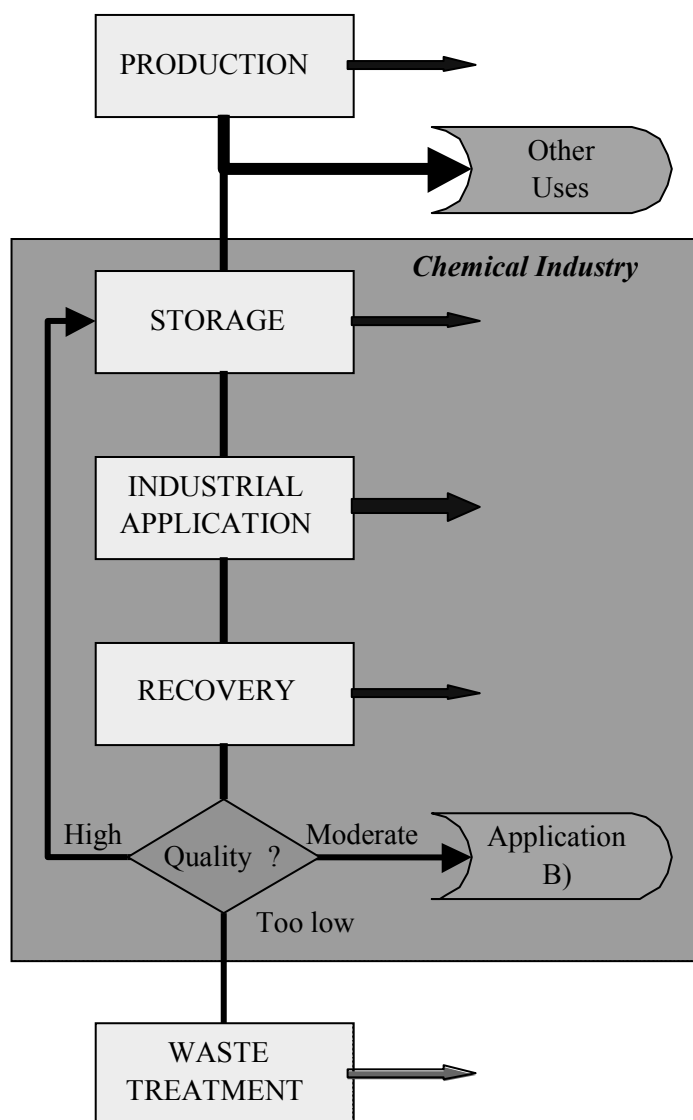 PRODUCTION
Other
Uses
Chemical Industry
STORAGE
INDUSTRIAL
APPLICATION
RECOVERY
High
Quality ?
Moderate
Application
B)
Too low
WASTE
TREATMENT